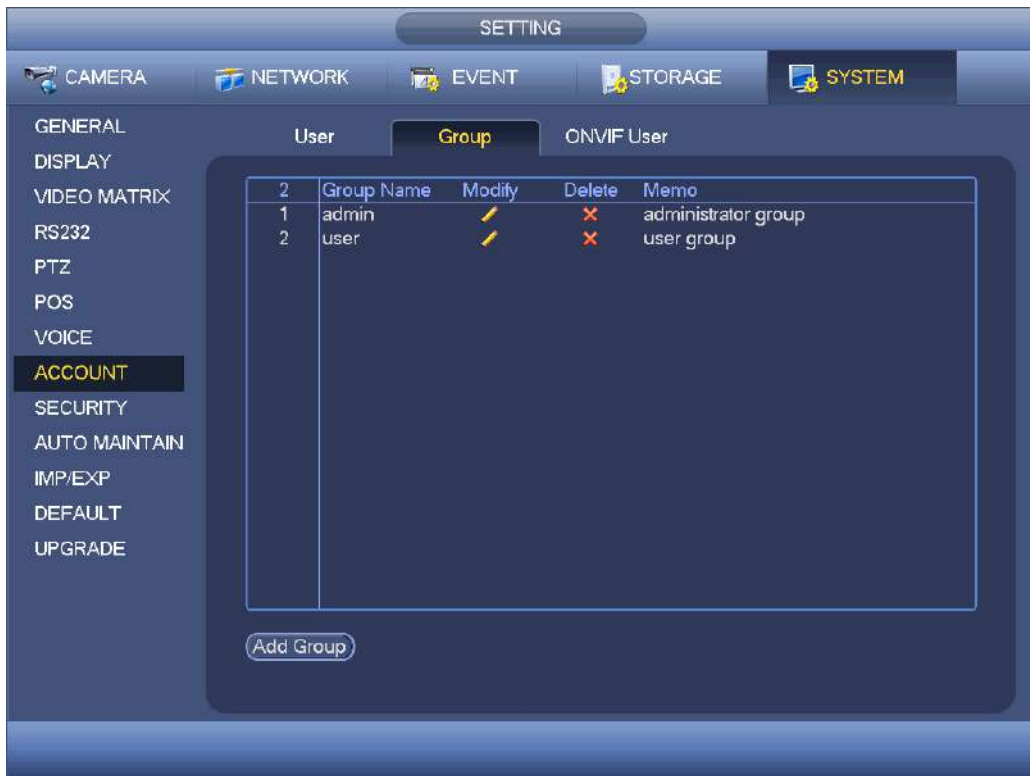 SETTING
CAMERA NETWORK EVENT STORAGE SYSTEM
GENERAL
DISPLAY
VIDEO MATRIX
RS232
PTZ
POS
VOICE
ACCOUNT
SECURITY
AUTO MAINTAIN
IMP/EXP
DEFAULT
UPGRADE
User Group ONVIF User
2 Group Name Modify Delete Memo
1 admin administrator group
2 user user group
Add Group